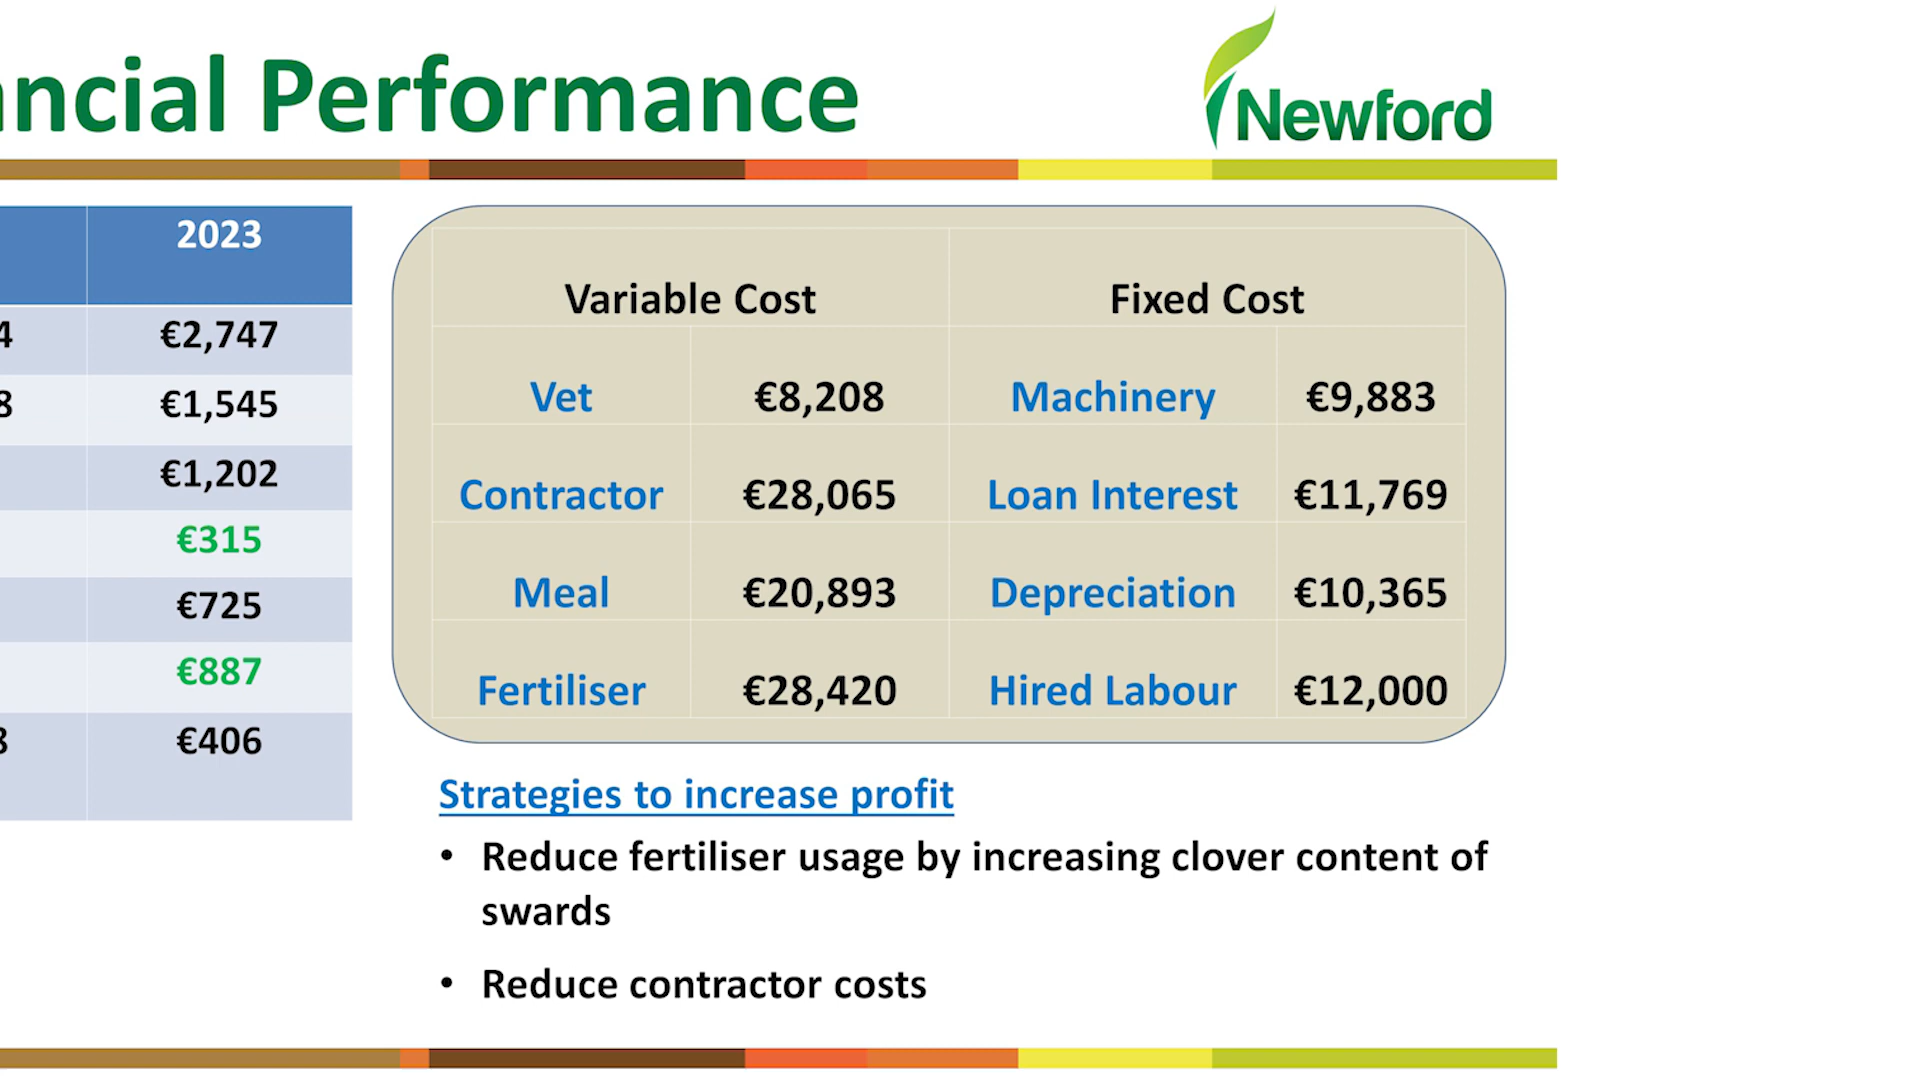 ancial Performance
Newford
2023
4 €2,747
8 €1,545
€1,202
€315
€725
€887
€406
Variable Cost Fixed Cost
Vet €8,208 Machinery €9,883
Contractor €28,065 Loan Interest €11,769
Meal €20,893 Depreciation €10,365
Fertiliser €28,420 Hired Labour €12,000
Strategies to increase profit
• Reduce fertiliser usage by increasing clover content of
swards
• Reduce contractor costs